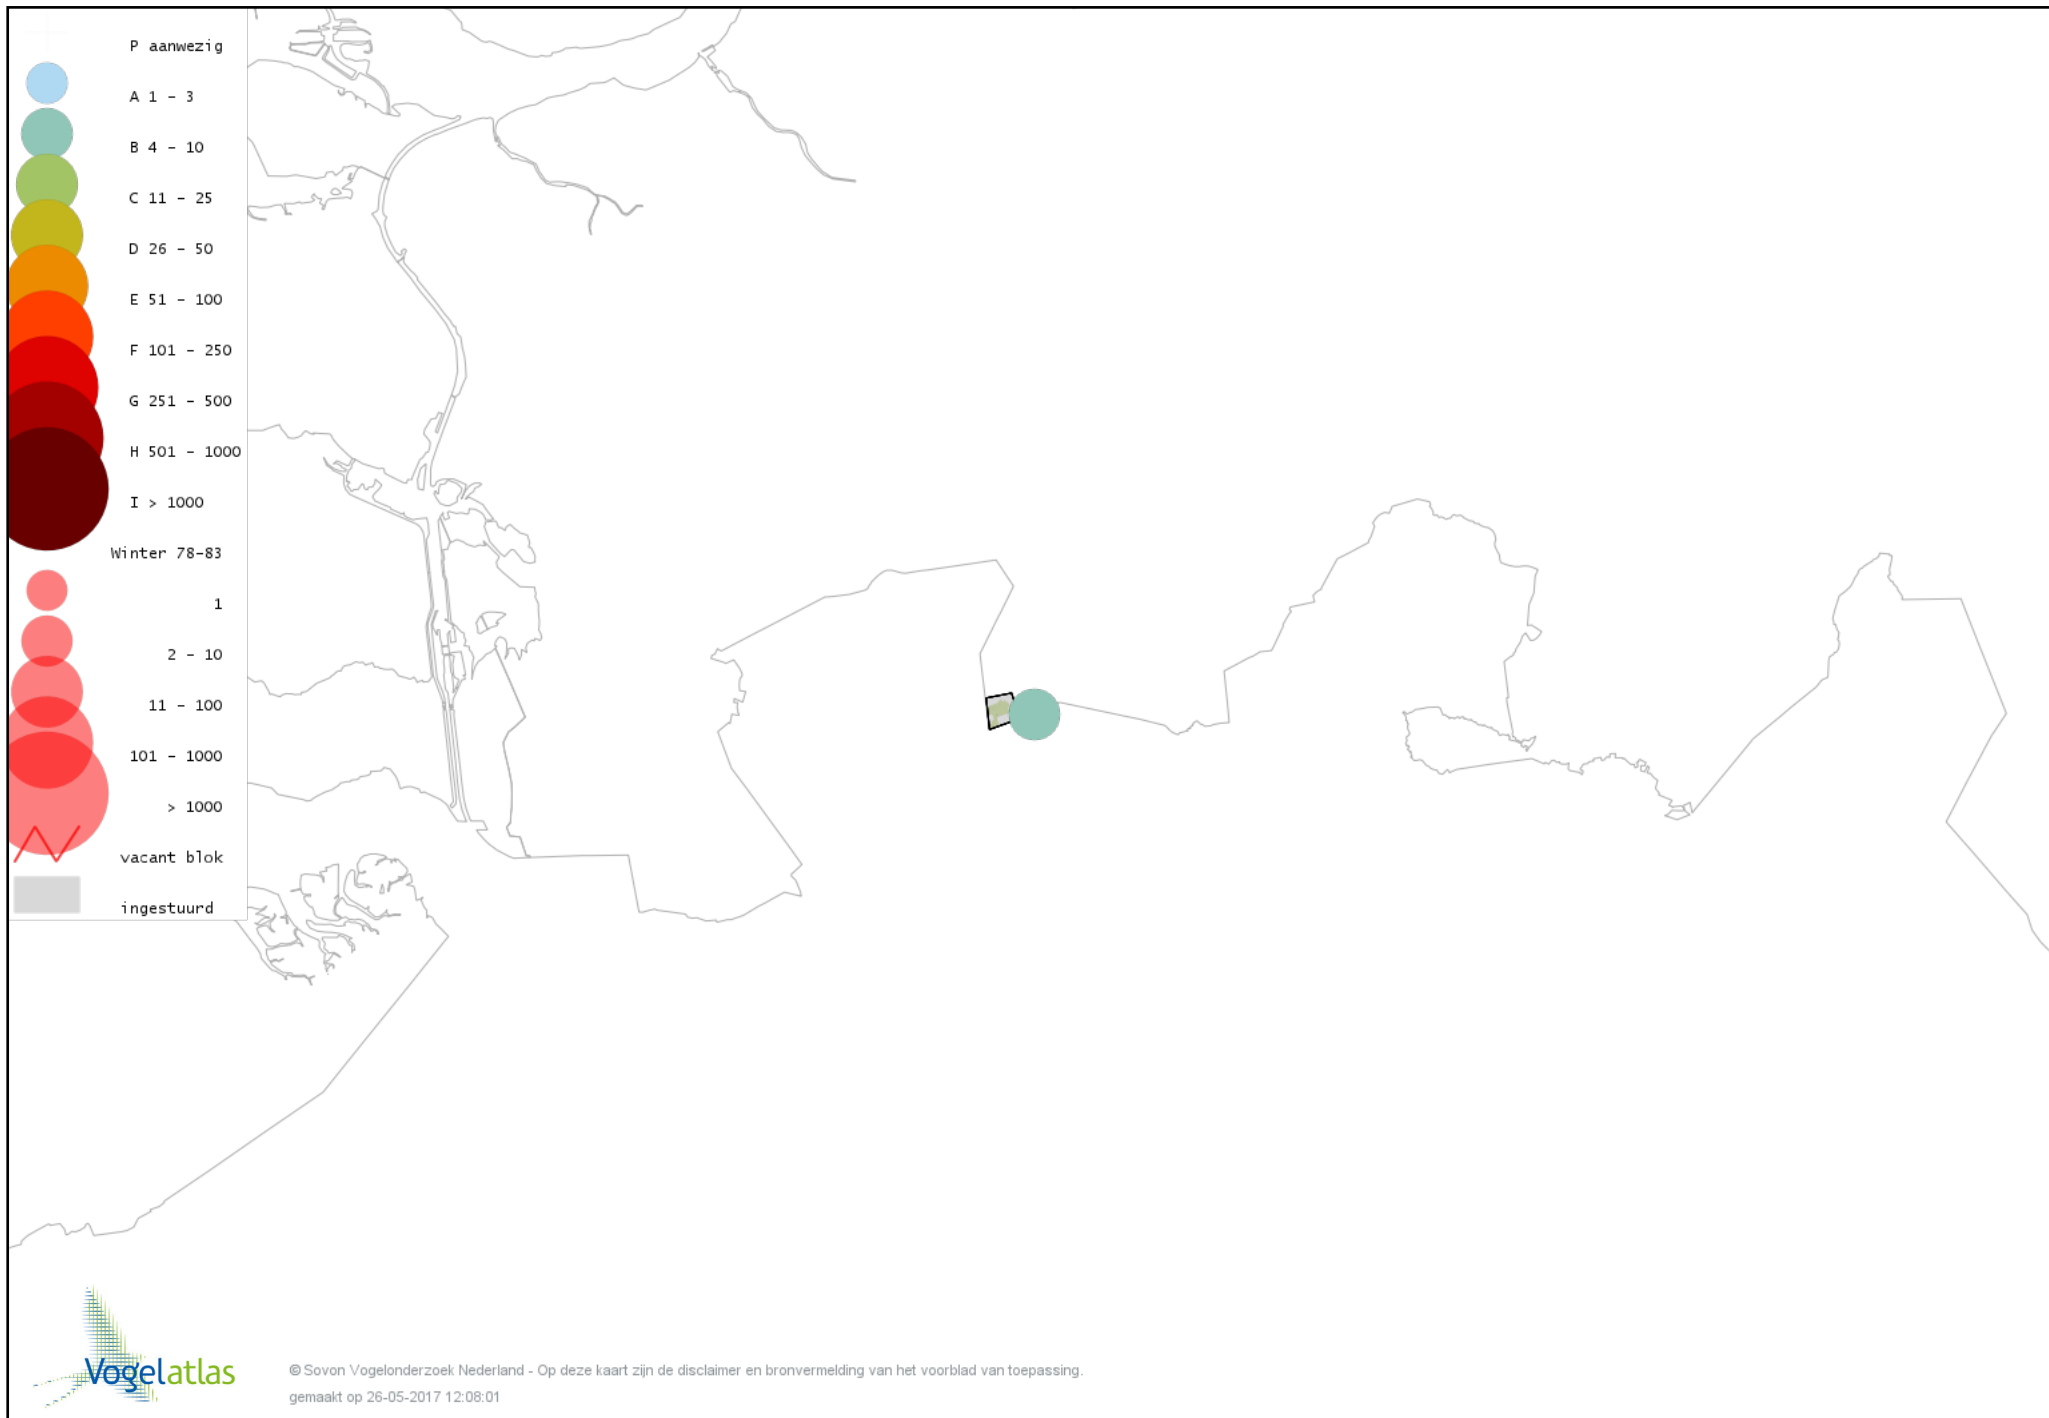 P aanwezig
A 1 – 3
B 4 – 10
C 11 – 25
D 26 – 50
E 51 – 100
F 101 – 250
G 251 – 500
H 501 – 1000
I > 1000
Winter 78–83
1
2 – 10
11 – 100
101 – 1000
> 1000
vacant blok
ingestuurd
Vogelatlas
© Sovon Vogelonderzoek Nederland - Op deze kaart zijn de disclaimer en bronvermelding van het voorblad van toepassing.
gemaakt op 26-05-2017 12:08:01